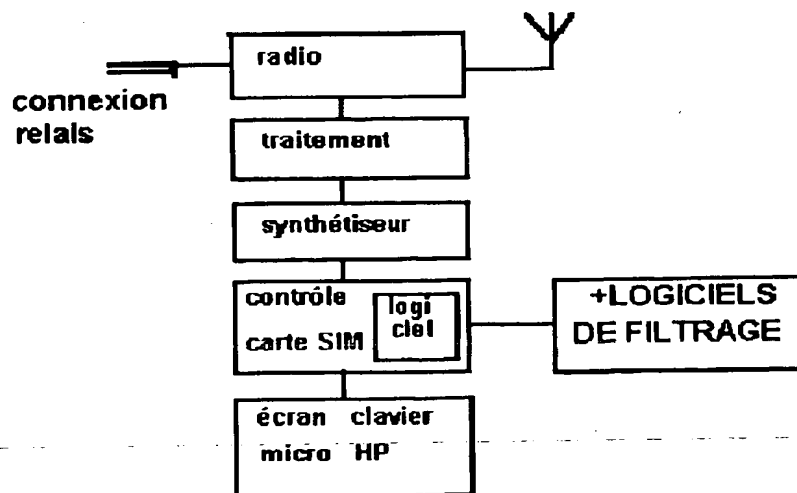 radio
connexion
relais
traitement
synthétiseur
contrôle
logi
ciel
carte SIM
+LOGICIELS
DE FILTRAGE
écran clavier
micro HP